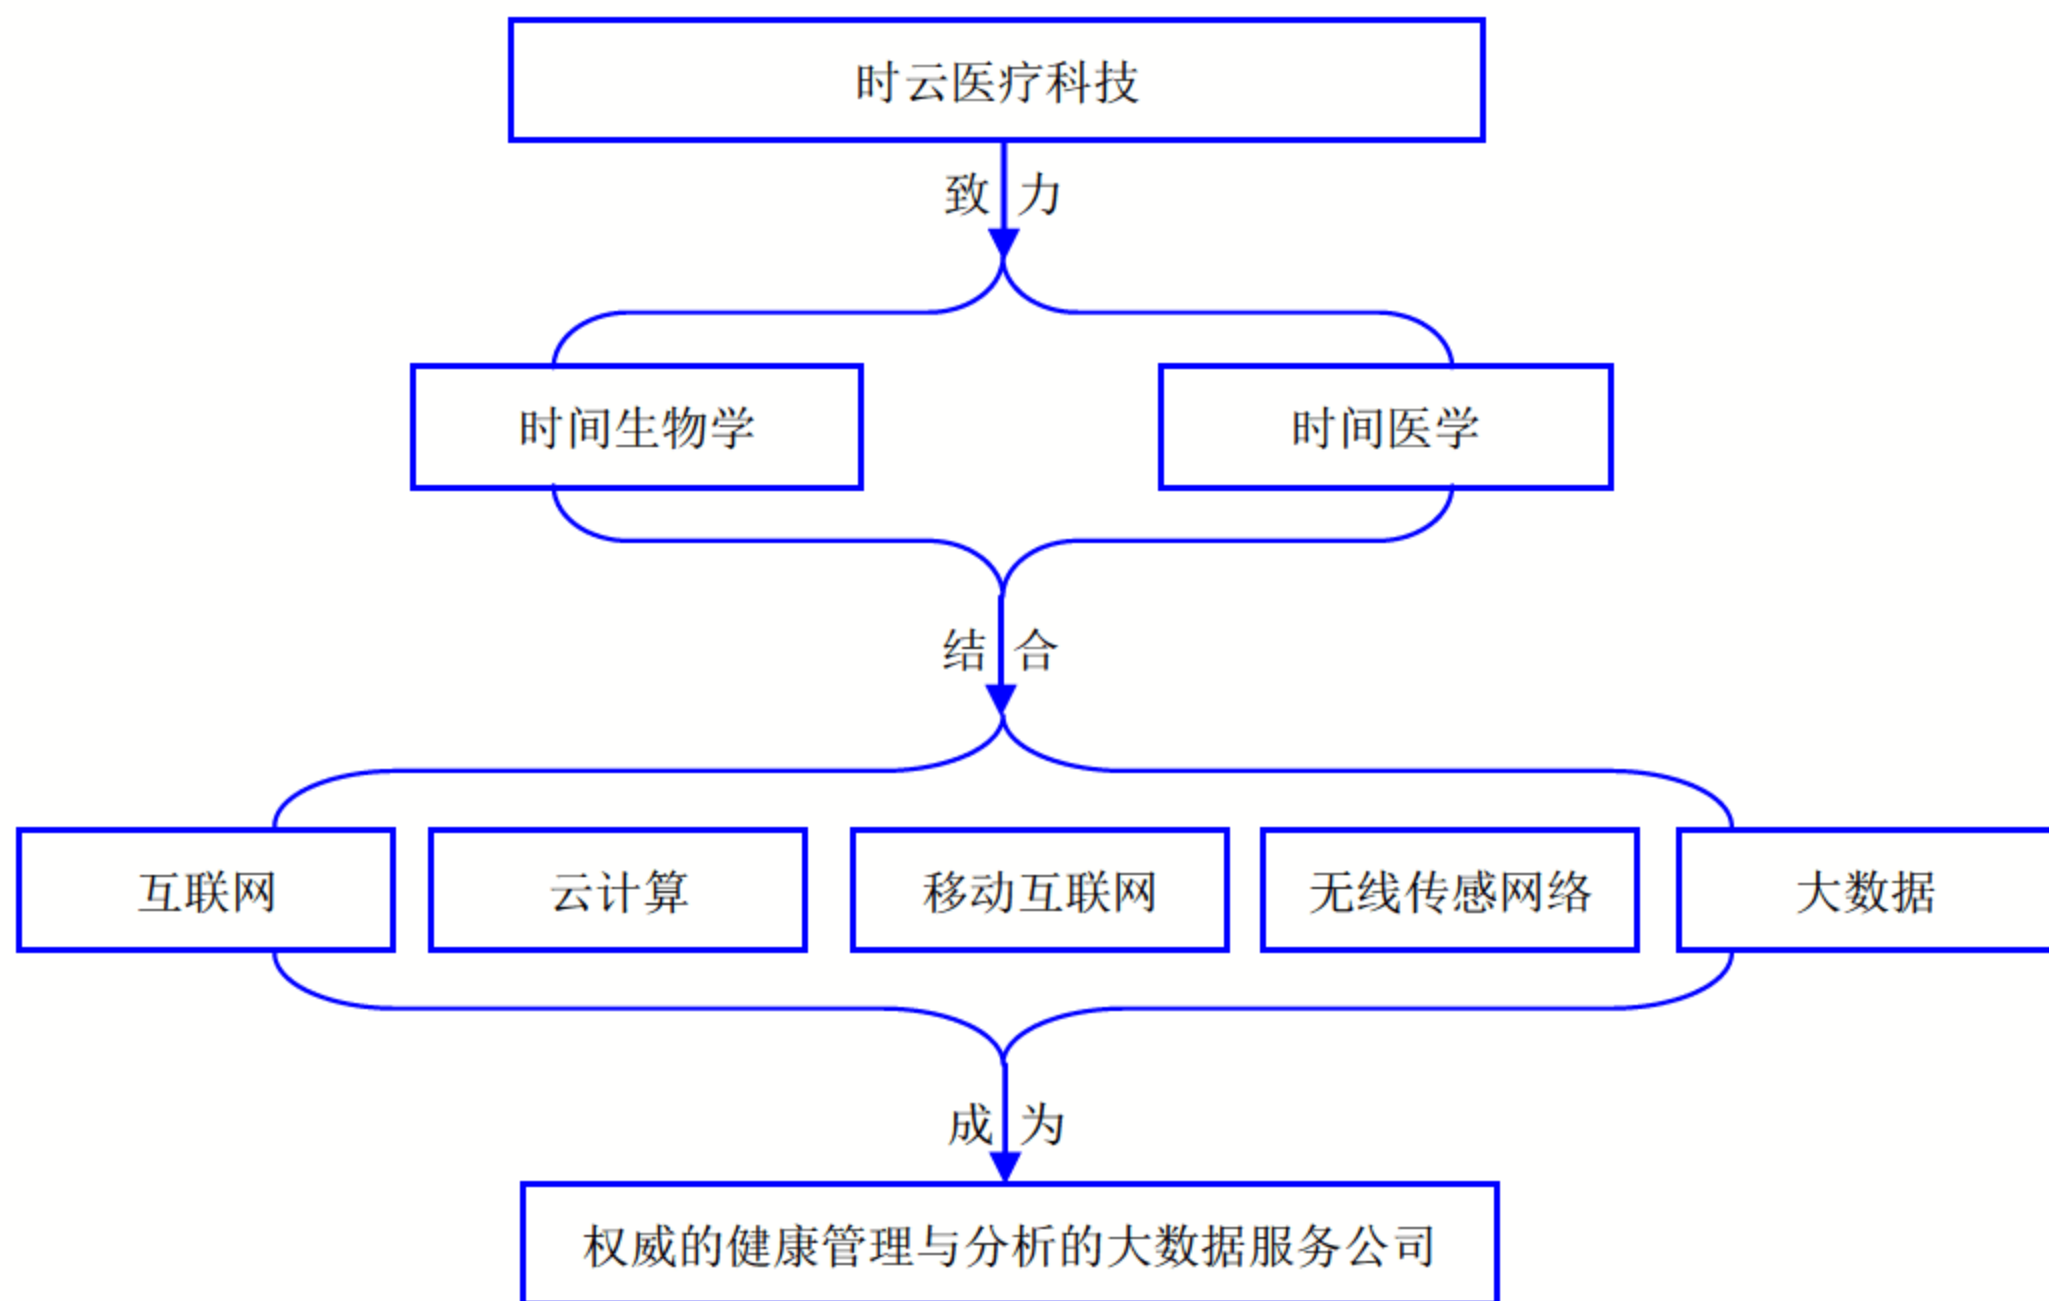 时云医疗科技
致力
时间生物学 时间医学
结合
互联网 云计算 移动互联网 无线传感网络 大数据
成为
权威的健康管理与分析的大数据服务公司